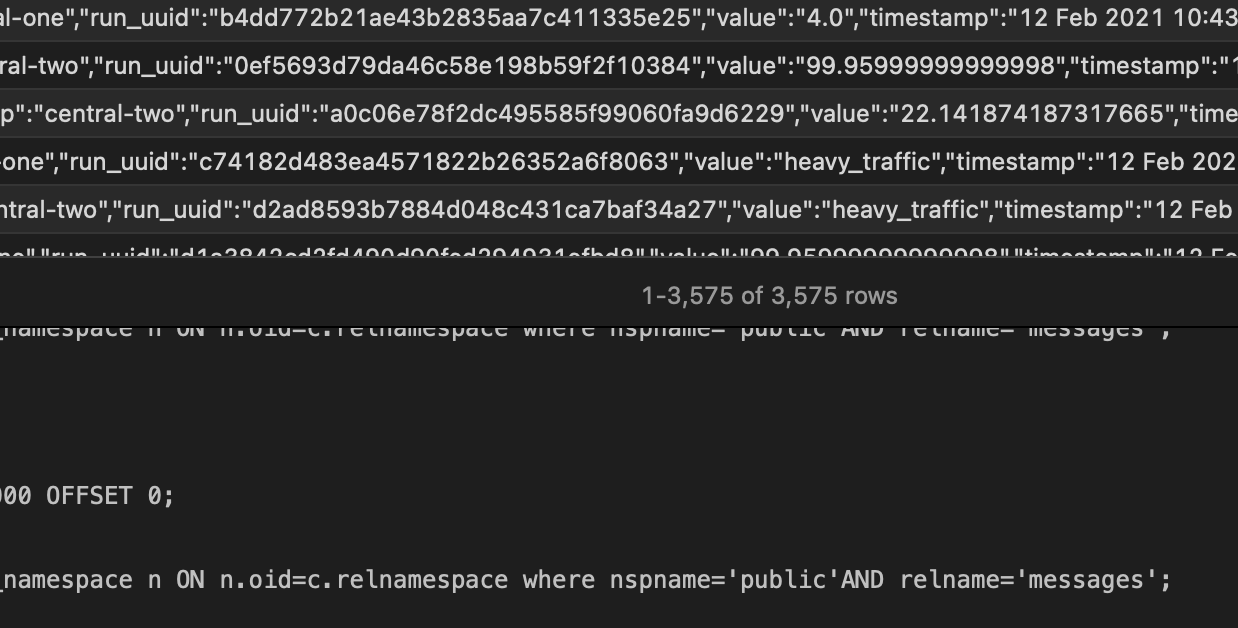 al-one","run_uuid":"b4dd772b21ae43b2835aa7c411335e25","value":"4.0","timestamp":"12 Feb 2021 10:43
ral-two","run_uuid":"0ef5693d79da46c58e198b59f2f10384","value":"99.95999999999998","timestamp":"1
p":"central-two","run_uuid":"a0c06e78f2dc495585f99060fa9d6229","value":"22.141874187317665","time
-one","run_uuid":"c74182d483ea4571822b26352a6f8063","value":"heavy_traffic","timestamp":"12 Feb 202
ntral-two","run_uuid":"d2ad8593b7884d048c431ca7baf34a27","value":"heavy_traffic","timestamp":"12 Feb
1-3,575 of 3,575 rows
_namespace n ON n.oid=c.relnamespace where nspname='public'AND relname='messages';
000 OFFSET 0;
_namespace n ON n.oid=c.relnamespace where nspname='public'AND relname='messages';